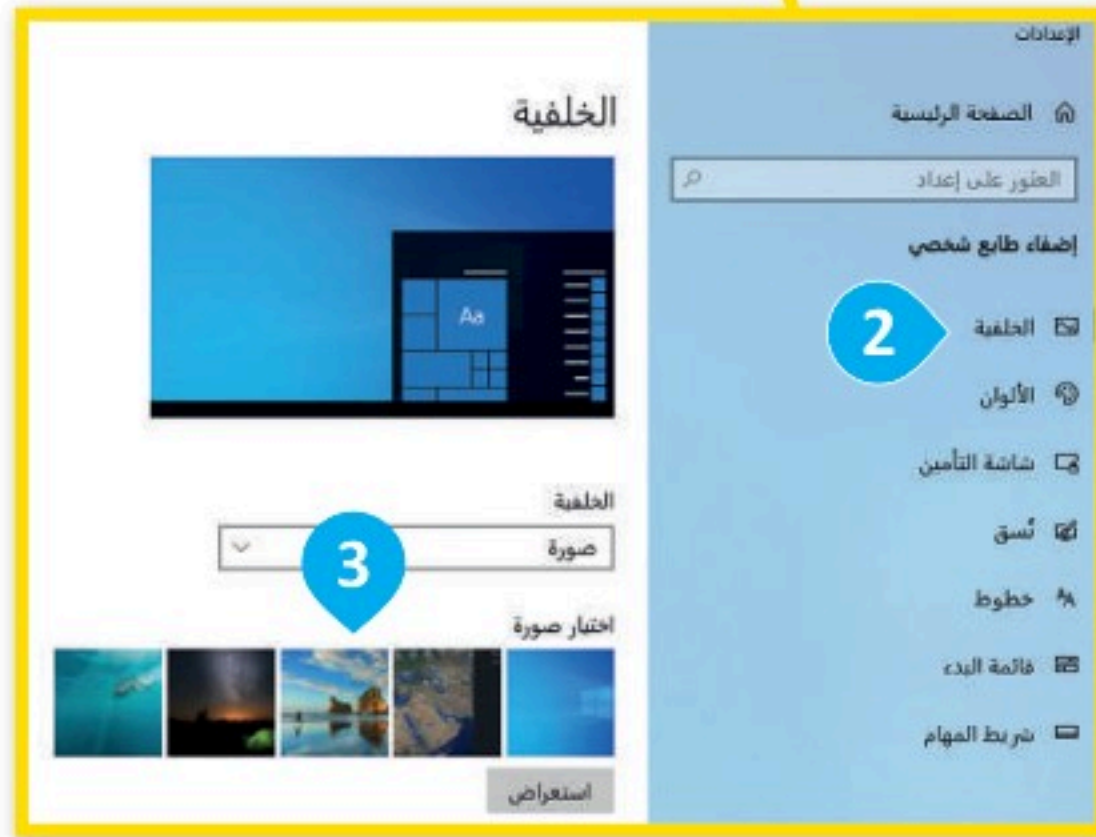 الإعدادات
الصفحة الرئيسية
العثور على إعداد
إضفاء طابع شخصي
2
الخلفية
الألوان
شاشة التأمين
نُسق
خطوط
قائمة البدء
شريط المهام
الخلفية
Aa
الخلفية
صورة
3
اختيار صورة
استعراض